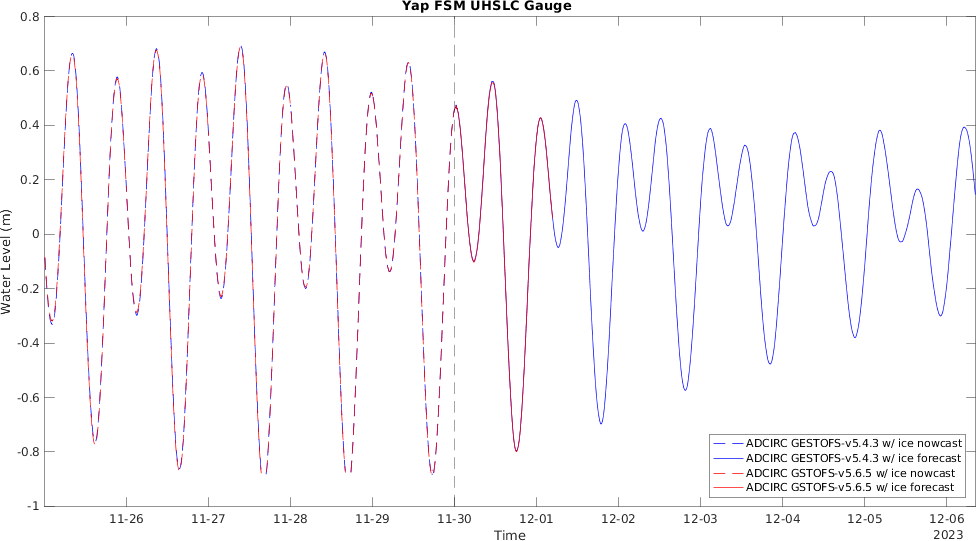 Yap FSM UHSLC Gauge
Water Level (m)
0.8
0.6
0.4
0.2
0
-0.2
-0.4
-0.6
-0.8
-1
ADCIRC GESTOFS-v5.4.3 w/ ice nowcast
ADCIRC GESTOFS-v5.4.3 w/ ice forecast
ADCIRC GSTOFS-v5.6.5 w/ ice nowcast
ADCIRC GSTOFS-v5.6.5 w/ ice forecast
11-26 11-27 11-28 11-29 11-30 12-01 12-02 12-03 12-04 12-05 12-06
Time
2023